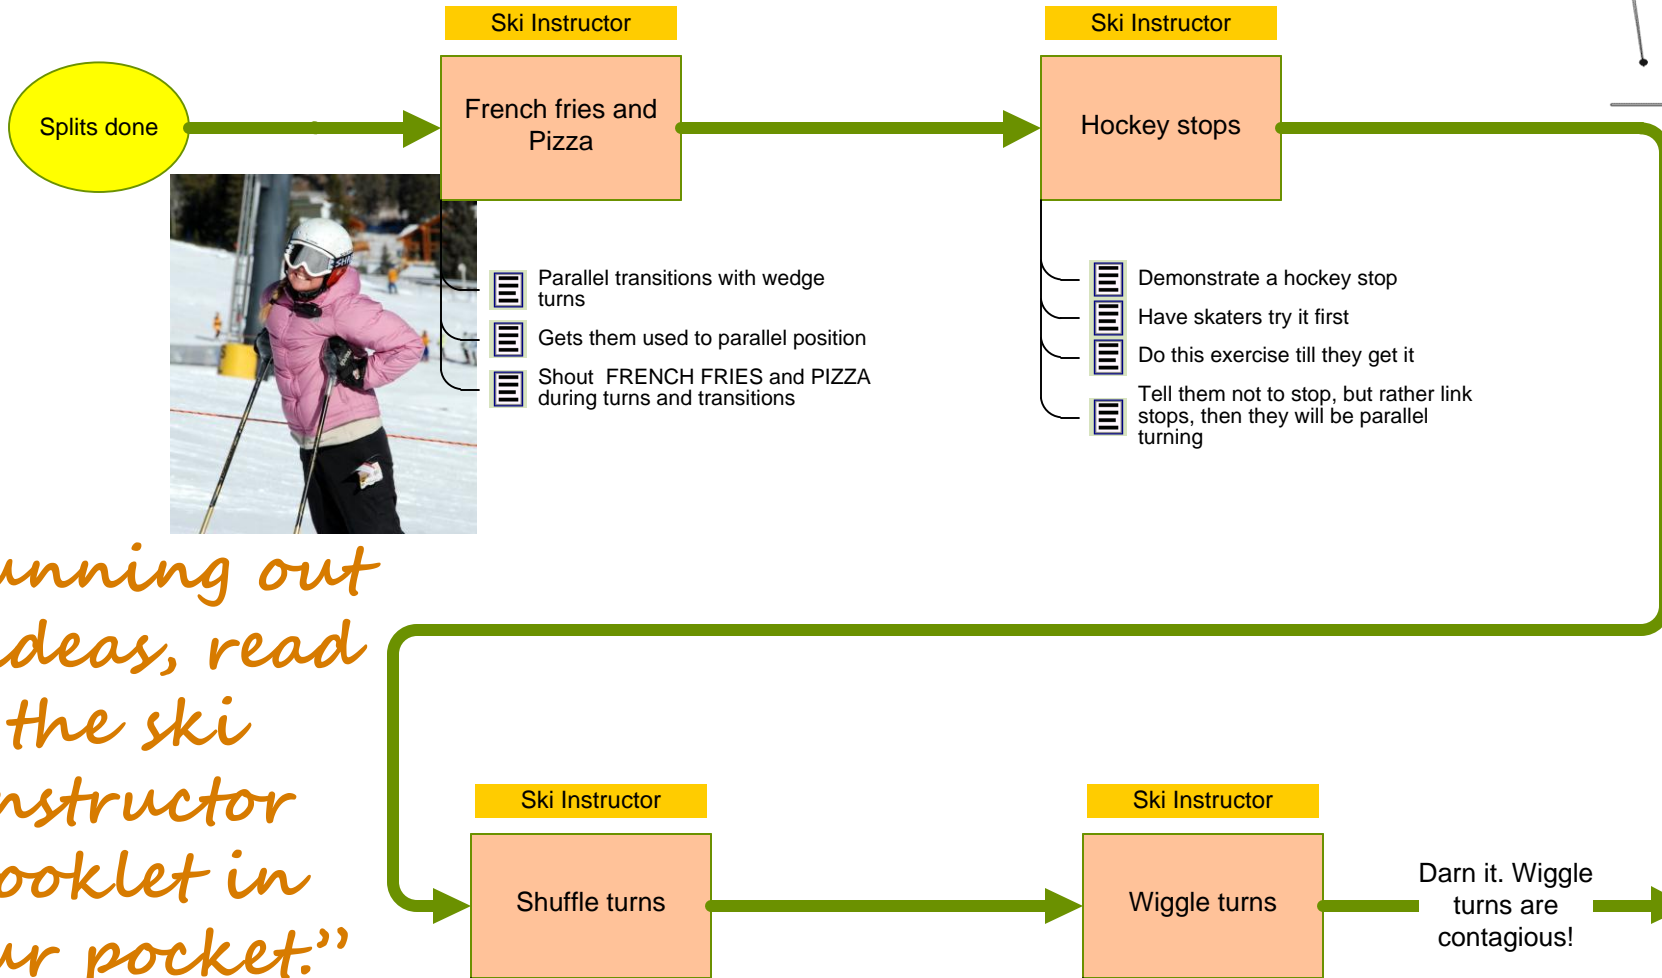 Ski Instructor
Ski Instructor
Splits done
French fries and
Pizza
Hockey stops
Parallel transitions with wedge
turns
Gets them used to parallel position
Shout FRENCH FRIES and PIZZA
during turns and transitions
Demonstrate a hockey stop
Have skaters try it first
Do this exercise till they get it
Tell them not to stop, but rather link
stops, then they will be parallel
turning
unning out
deas, read
the ski
nstructor
ooklet in
ur pocket.”
Ski Instructor
Ski Instructor
Shuffle turns
Wiggle turns
Darn it. Wiggle
turns are
contagious!